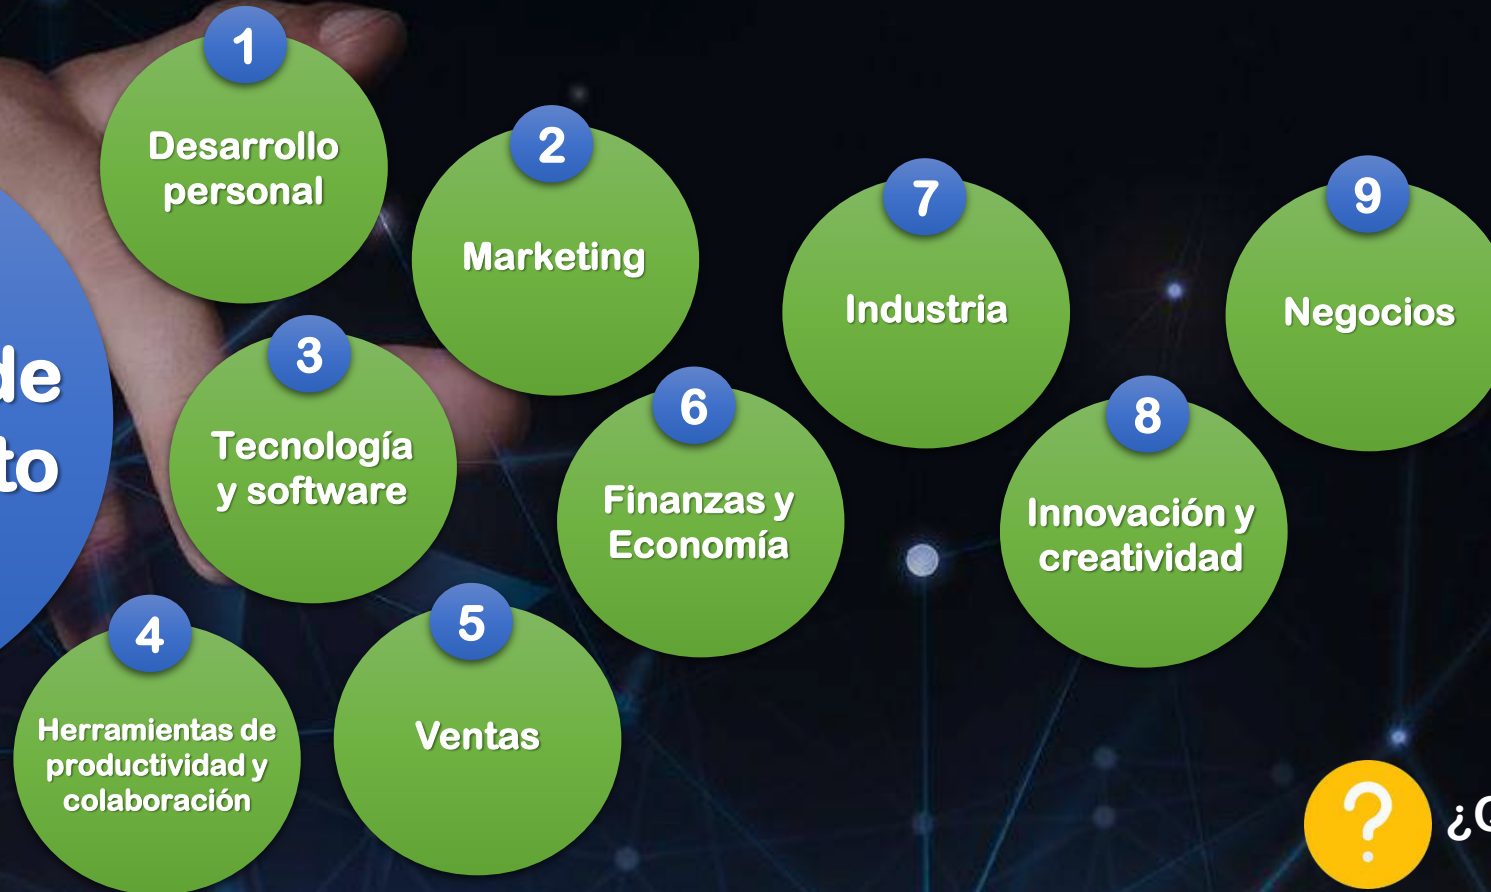 de
to
1
Desarrollo
personal
2
Marketing
3
Tecnología
y software
4
Herramientas de
productividad y
colaboración
5
Ventas
6
Finanzas y
Economía
7
Industria
8
Innovación y
creatividad
9
Negocios
?